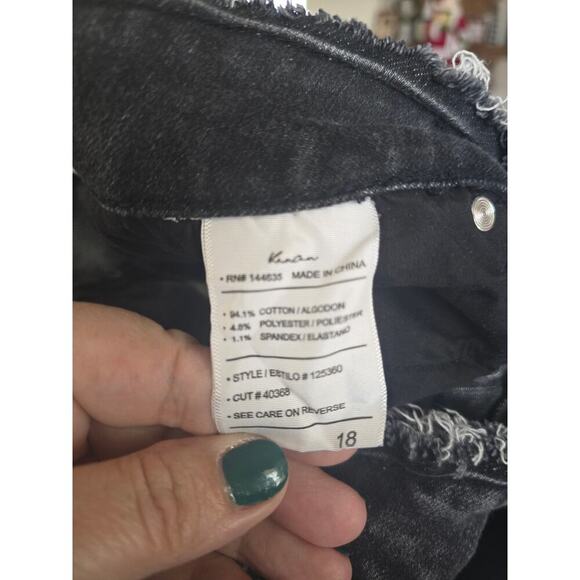 KanCan
• RN# 144635 MADE IN CHINA
• 94.1% COTTON / ALGODON
• 4.8% POLYESTER / POLIESTER
• 1.1% SPANDEX / ELASTANO
• STYLE / ESTILO # 125360
• CUT # 40368
• SEE CARE ON REVERSE
18